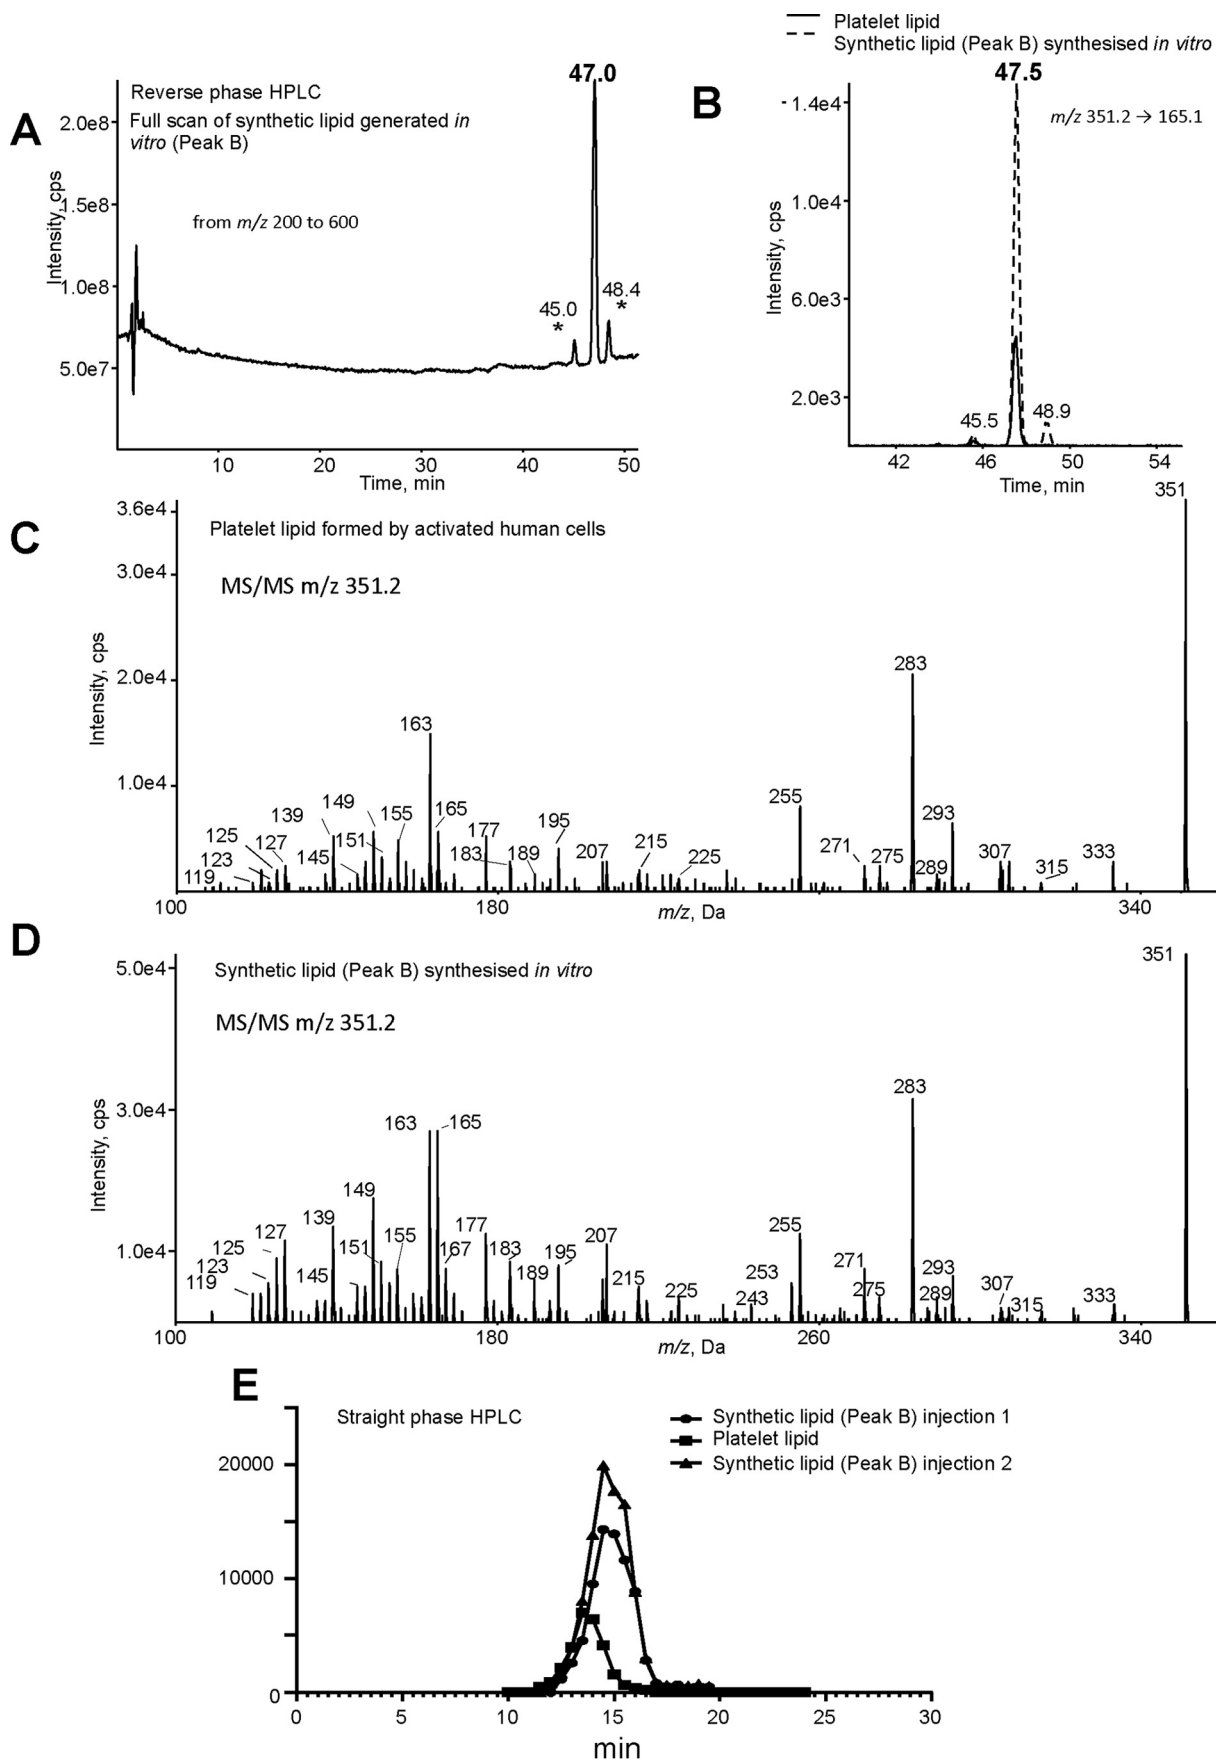 Platelet lipid
Synthetic lipid (Peak B) synthesised in vitro
A
Reverse phase HPLC
Full scan of synthetic lipid generated in
vitro (Peak B)
from m/z 200 to 600
47.0
45.0
*
48.4
*
2.0e8
1.5e8
1.0e8
5.0e7
Intensity, cps
10
20
30
40
50
Time, min
B
47.5
m/z 351.2 → 165.1
1.4e4
1.0e4
6.0e3
2.0e3
Intensity, cps
45.5
48.9
42
46
50
54
Time, min
C
Platelet lipid formed by activated human cells
MS/MS m/z 351.2
3.6e4
3.0e4
2.0e4
1.0e4
Intensity, cps
119
123
125
127
139
145
149
151
155
163
165
177
183
189
195
207
215
225
255
271
275
283
289
293
307
315
333
351
100
180
m/z, Da
340
D
Synthetic lipid (Peak B) synthesised in vitro
MS/MS m/z 351.2
5.0e4
3.0e4
1.0e4
Intensity, cps
119
123
125
127
139
145
149
151
155
163
165
167
177
183
189
195
207
215
225
243
253
255
271
275
283
289
293
307
315
333
351
100
180
m/z, Da
260
340
E
Straight phase HPLC
Synthetic lipid (Peak B) injection 1
Platelet lipid
Synthetic lipid (Peak B) injection 2
20000
10000
0
0
5
10
15
20
25
30
min